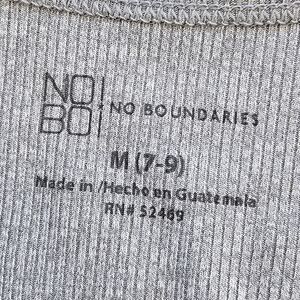 NO
BO NO BOUNDARIES
M (7-9)
Made in /Hecho en Guatemala
RN# 52469